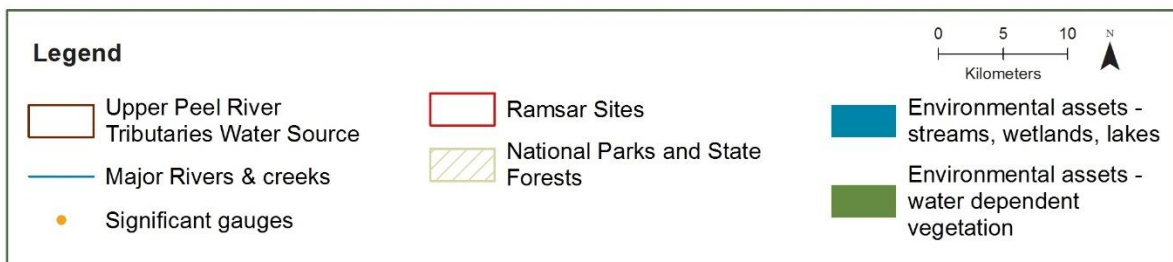 Legend
0 5 10
Kilometers
N
Upper Peel River
Tributaries Water Source
Major Rivers & creeks
Significant gauges
Ramsar Sites
National Parks and State
Forests
Environmental assets -
streams, wetlands, lakes
Environmental assets -
water dependent
vegetation